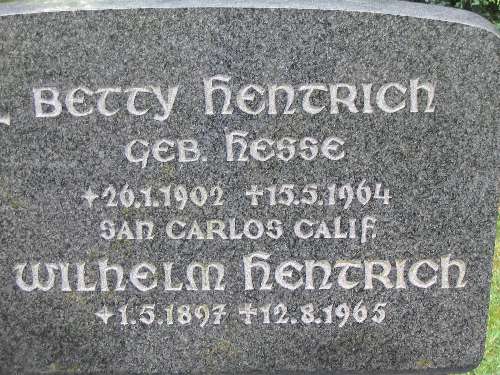 BETTY HENTRICH
GEB. HESSE
+26.1.1902 +15.5.1964
SAN CARLOS CALIF.
WILHELM HENTRICH
+1.5.1897 +12.8.1965